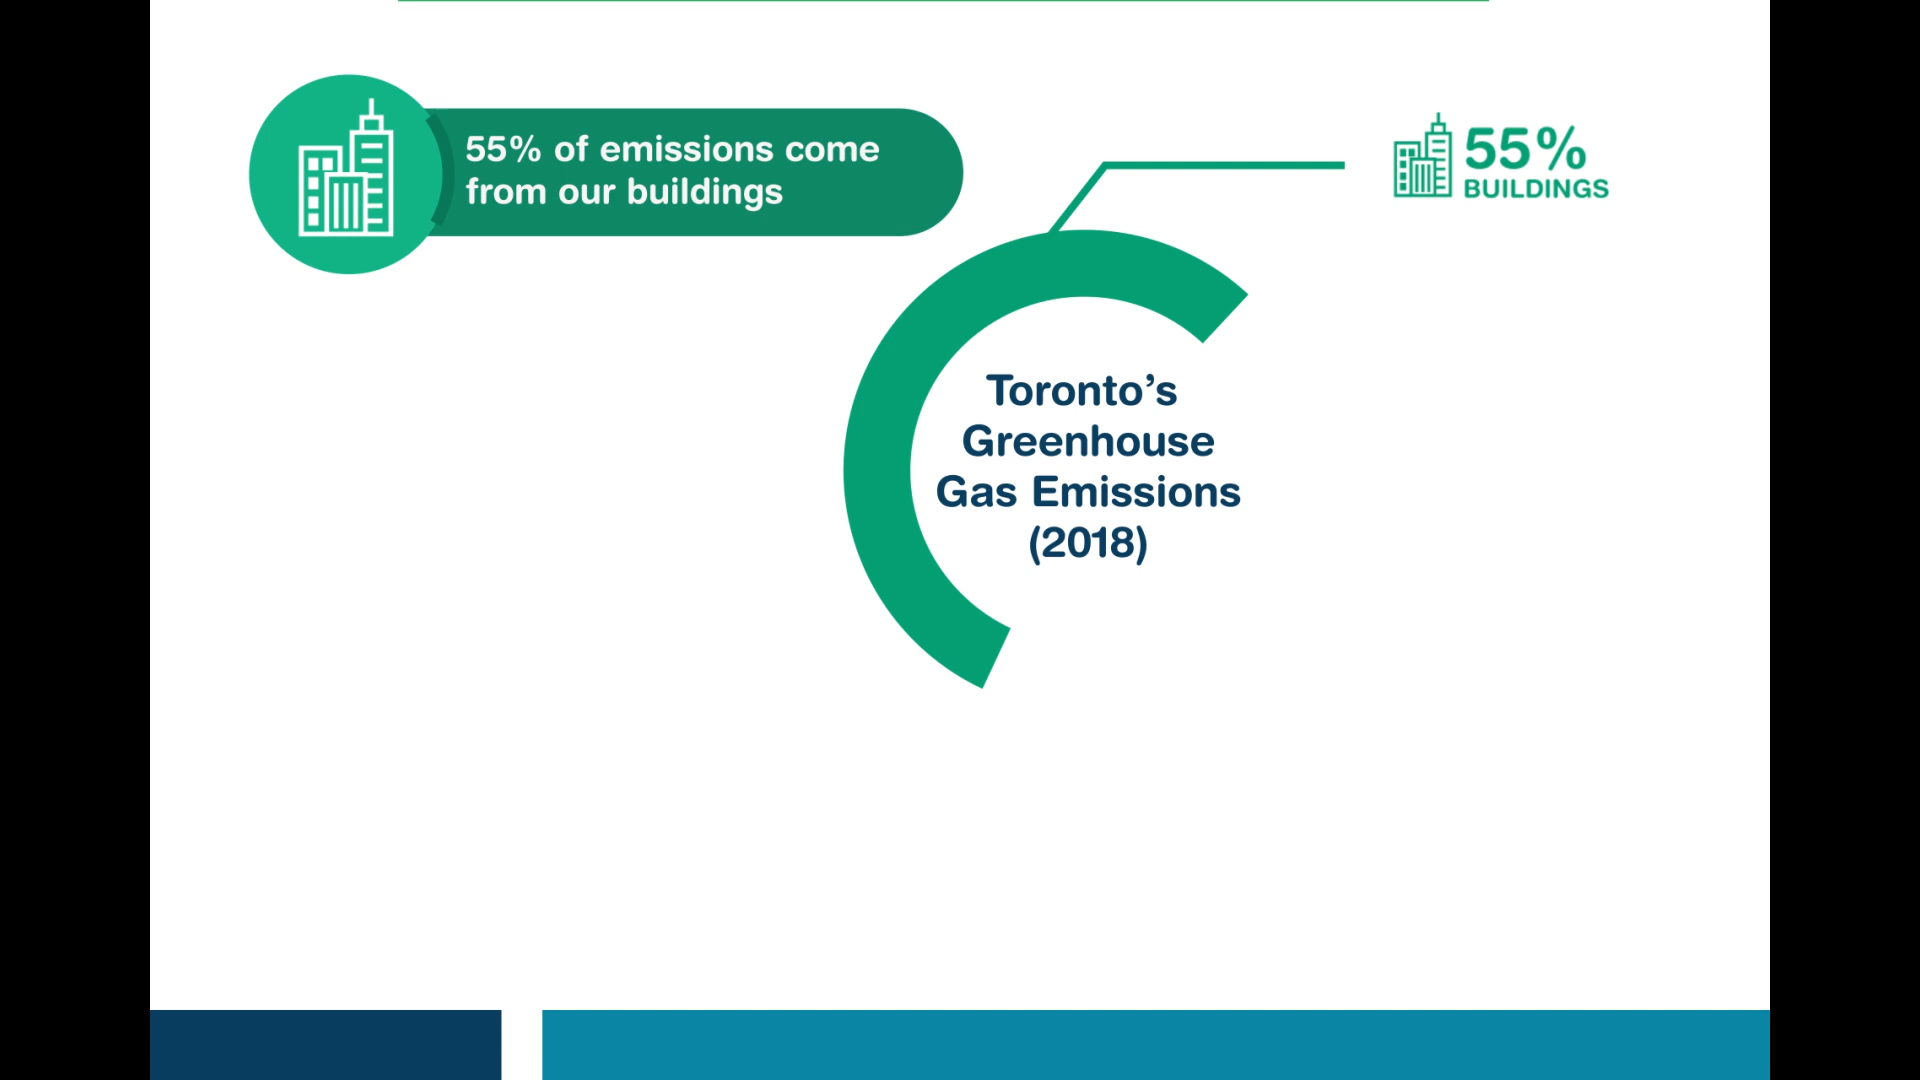 55% of emissions come
from our buildings
55%
BUILDINGS
Toronto’s
Greenhouse
Gas Emissions
(2018)